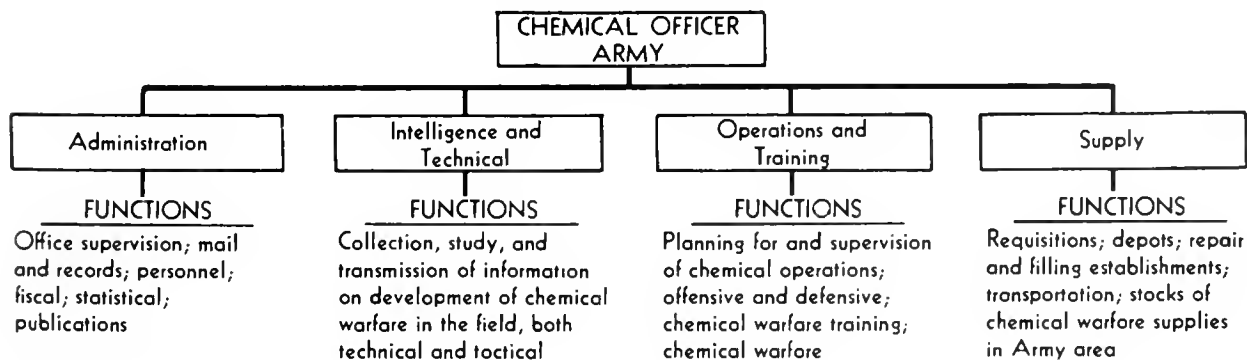 CHEMICAL OFFICER
ARMY
Administration
Intelligence and
Technical
Operations and
Training
Supply
FUNCTIONS
Office supervision; mail
and records; personnel;
fiscal; statistical;
publications
FUNCTIONS
Collection, study, and
transmission of information
on development of chemical
warfare in the field, both
technical and toctical
FUNCTIONS
Planning for and supervision
of chemical operations;
offensive and defensive;
chemicol warfare training;
chemical warfare
FUNCTIONS
Requisitions; depots; repair
and filling establishments;
transportation; stocks of
chemical warfare supplies
in Army area